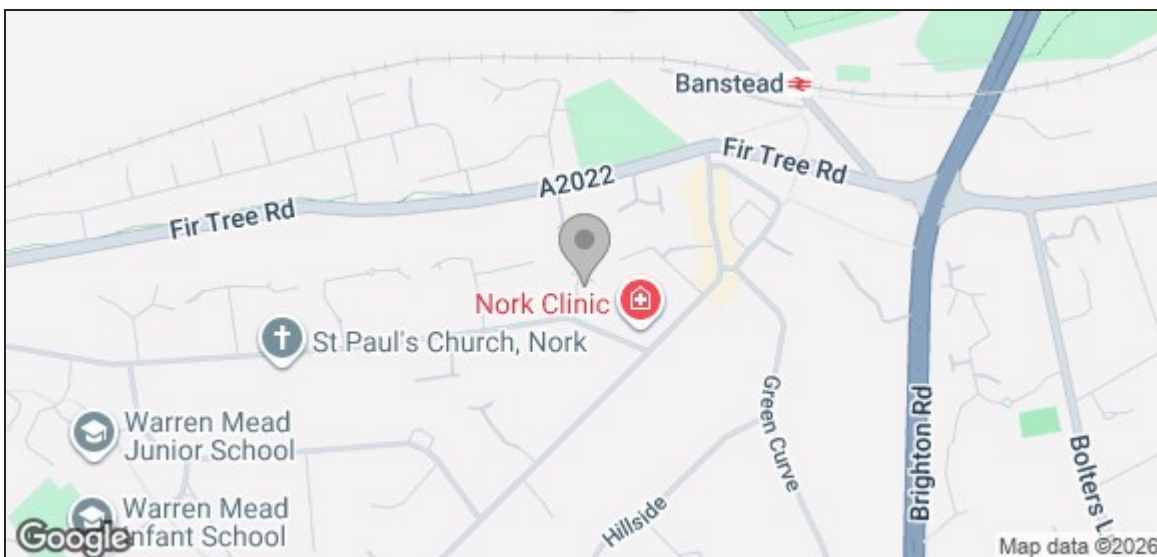 Banstead
Fir Tree Rd
A2022
Fir Tree Rd
Nork Clinic
St Paul's Church, Nork
Green Curve
Brighton Rd
Warren Mead
Junior School
Bolters L
Warren Mead
Infant School
Hillside
Google
Map data ©2026